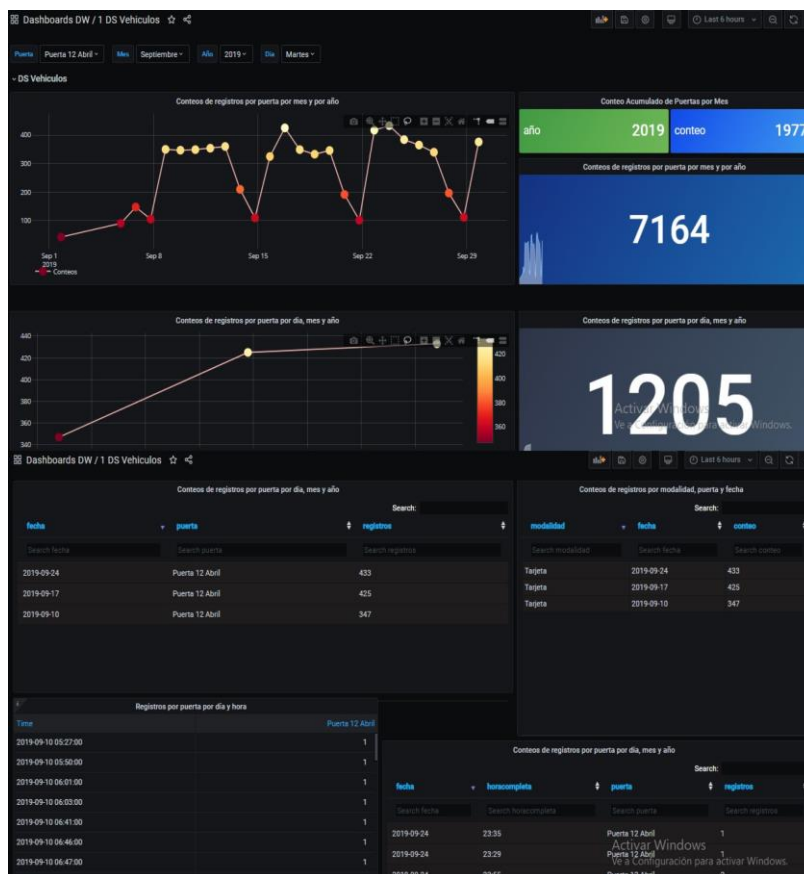 Dashboards DW / 1 DS Vehiculos
Last 6 hours
Puerta Puerta 12 Abril Mes Septiembre Año 2019 Dia Martes
DS Vehiculos
Conteos de registros por puerta por mes y por año
400
300
200
100
Sep 1
2019
Sep 8
Sep 15
Sep 22
Sep 29
Conteos
Conteo Acumulado de Puertas por Mes
año 2019 conteo 1977
Conteos de registros por puerta por mes y por año
7164
Conteos de registros por puerta por día, mes y año
440
420
400
380
360
340
420
400
380
360
Conteos de registros por puerta por día, mes y año
1205
Activar Windows
Ve a Configuración para activar Windows.
Dashboards DW / 1 DS Vehiculos
Last 6 hours
Conteos de registros por puerta por día, mes y año
Search:
fecha puerta registros
Search fecha Search puerta Search registros
2019-09-24 Puerta 12 Abril 433
2019-09-17 Puerta 12 Abril 425
2019-09-10 Puerta 12 Abril 347
Conteos de registros por modalidad, puerta y fecha
Search:
modalidad fecha conteo
Search modalidad Search fecha Search conteo
Tarjeta 2019-09-24 433
Tarjeta 2019-09-17 425
Tarjeta 2019-09-10 347
Registros por puerta por día y hora
Time Puerta 12 Abril
2019-09-10 05:27:00 1
2019-09-10 05:50:00 1
2019-09-10 06:01:00 1
2019-09-10 06:03:00 1
2019-09-10 06:41:00 1
2019-09-10 06:46:00 1
2019-09-10 06:47:00 1
Conteos de registros por puerta por día, mes y año
Search:
fecha horacompleta puerta registros
Search fecha Search horacompleta Search puerta Search registros
2019-09-24 23:35 Puerta 12 Abril 1
2019-09-24 23:29 Puerta 12 Abril 1
Activar Windows
Ve a Configuración para activar Windows.